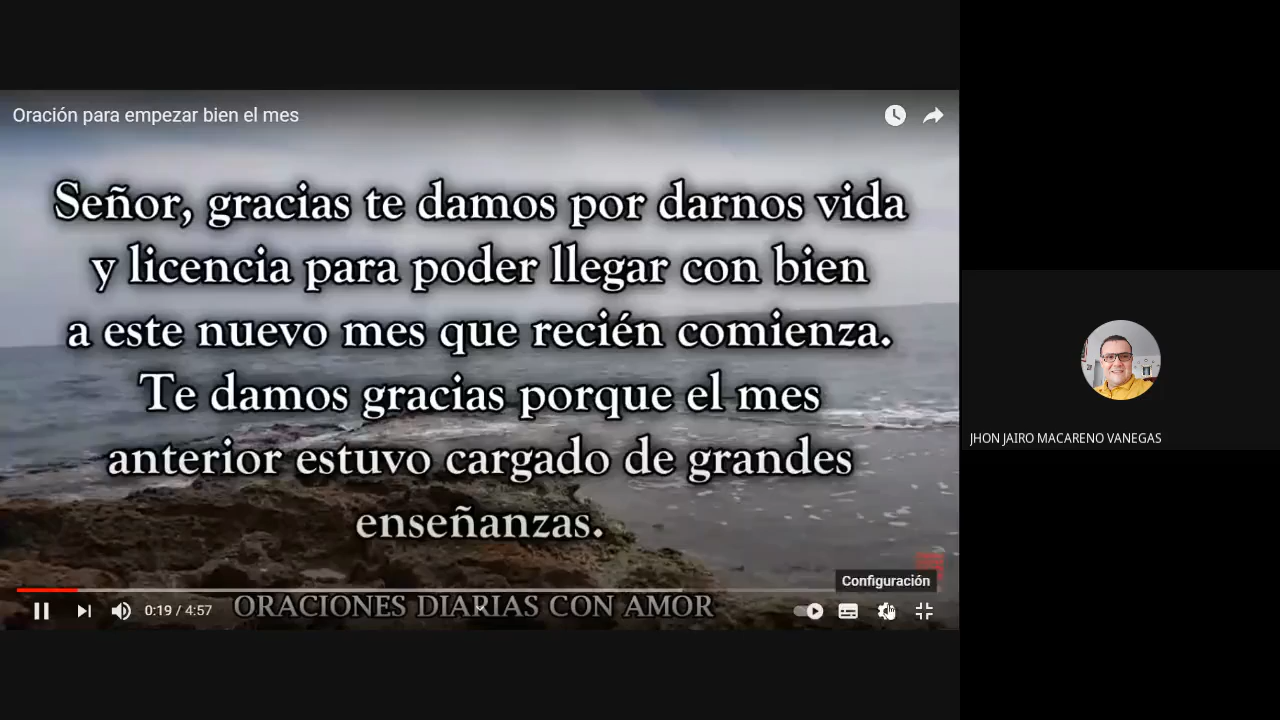 Oración para empezar bien el mes
Señor, gracias te damos por darnos vida
y licencia para poder llegar con bien
a este nuevo mes que recién comienza.
Te damos gracias porque el mes
anterior estuvo cargado de grandes
enseñanzas.
Configuración
0:19 / 4:57
ORACIONES DIARIAS CON AMOR
JHON JAIRO MACARENO VANEGAS